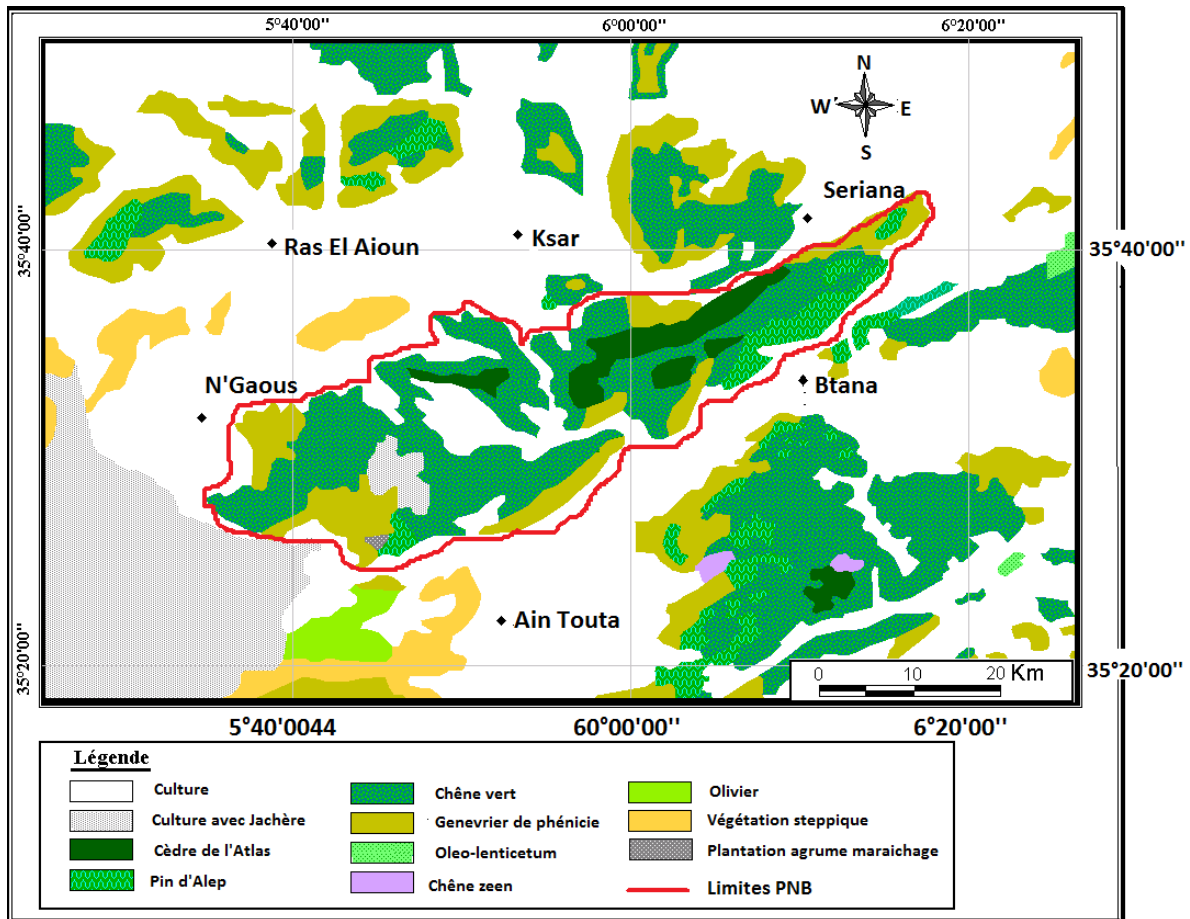 5°40'00" 6°00'00" 6°20'00"
N
W E
S
Seriana
35°40'00" Ras El Aioun Ksar 35°40'00"
N'Gaous Btana
Ain Touta
35°20'00" 35°20'00"
0 10 20 Km
5°40'0044 60°00'00" 6°20'00"
Légende
Culture
Culture avec Jachère
Cèdre de l'Atlas
Pin d'Alep
Chêne vert
Genevrier de phénicie
Oleo-lenticetum
Chêne zeen
Olivier
Végétation steppique
Plantation agrume maraichage
Limites PNB